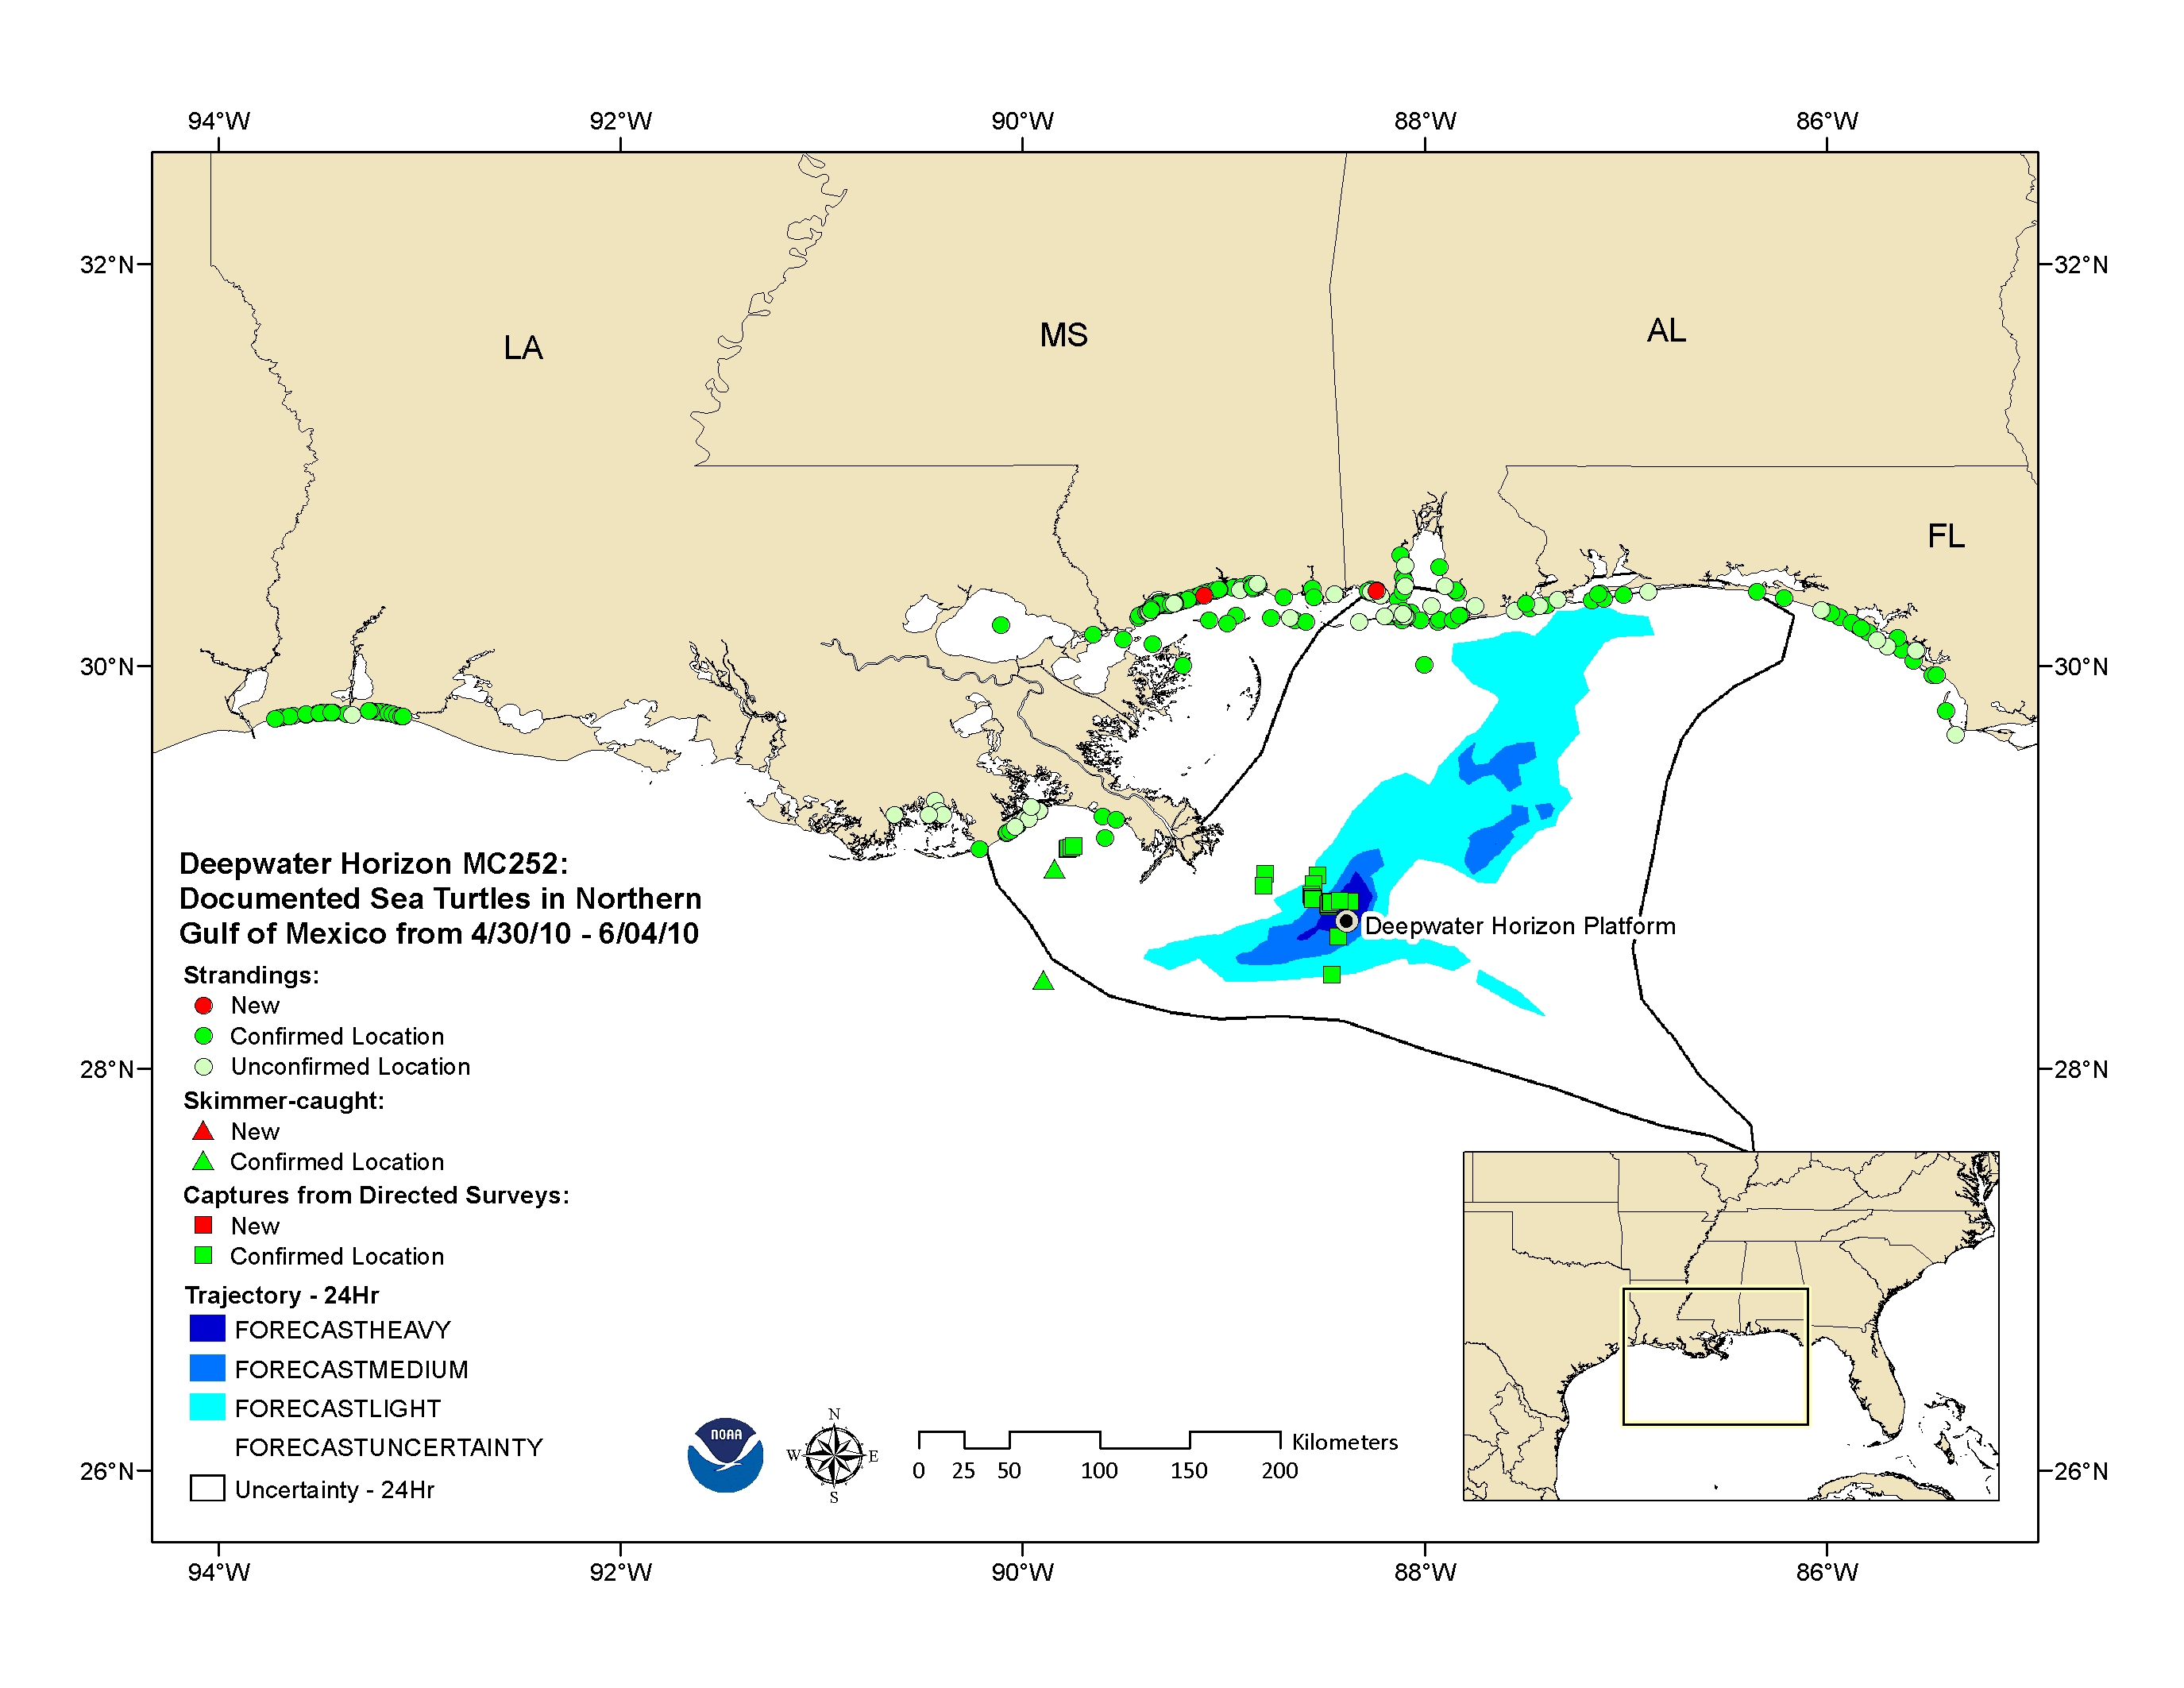 94°W 92°W 90°W 88°W 86°W
32°N 32°N
LA MS AL
FL
30°N 30°N
Deepwater Horizon MC252:
Documented Sea Turtles in Northern
Gulf of Mexico from 4/30/10 - 6/04/10
Deepwater Horizon Platform
Strandings:
New
Confirmed Location
Unconfirmed Location
28°N 28°N
Skimmer-caught:
New
Confirmed Location
Captures from Directed Surveys:
New
Confirmed Location
Trajectory - 24Hr
FORECASTHEAVY
FORECASTMEDIUM
FORECASTLIGHT
FORECASTUNCERTAINTY
Uncertainty - 24Hr
NOAA
N
W E
S
Kilometers
0 25 50 100 150 200
26°N 26°N
94°W 92°W 90°W 88°W 86°W